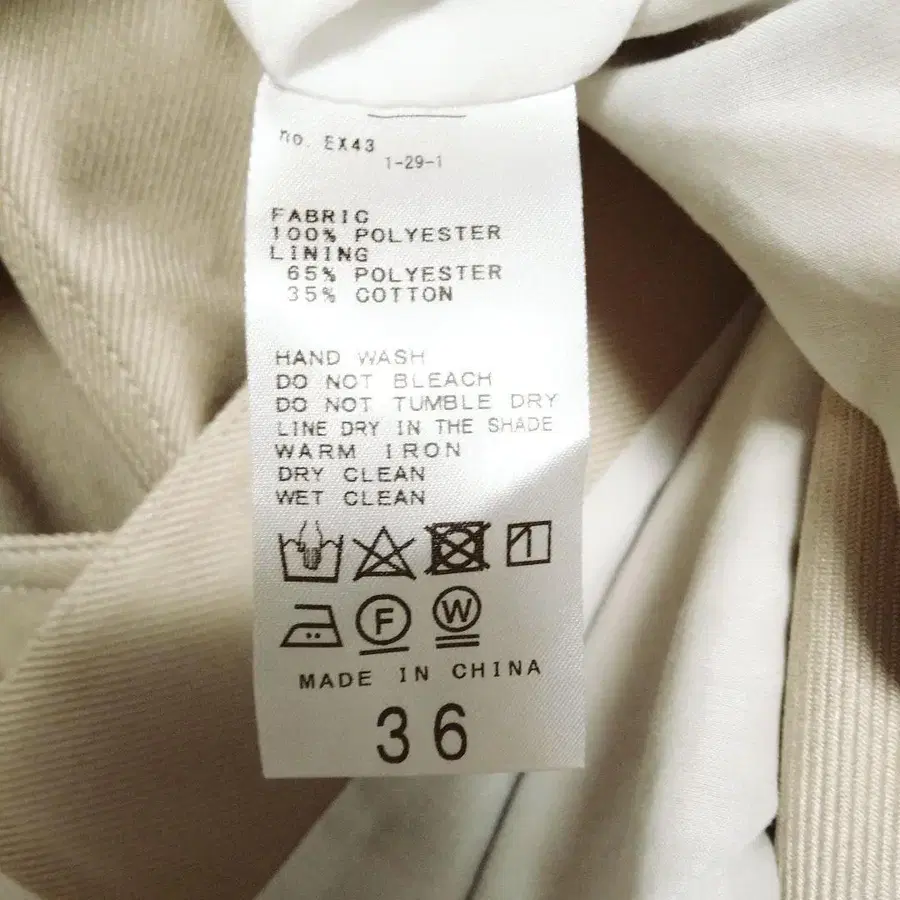 no. EX43
1-29-1
FABRIC
100% POLYESTER
LINING
65% POLYESTER
35% COTTON
HAND WASH
DO NOT BLEACH
DO NOT TUMBLE DRY
LINE DRY IN THE SHADE
WARM IRON
DRY CLEAN
WET CLEAN
F W
MADE IN CHINA
36